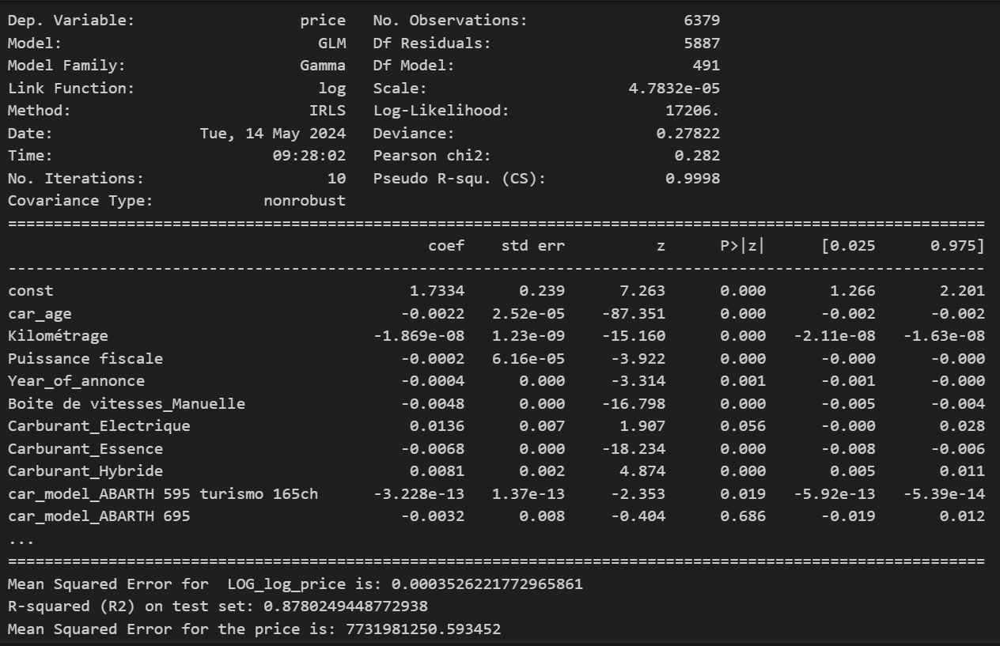 Dep. Variable: price No. Observations: 6379
Model: GLM Df Residuals: 5887
Model Family: Gamma Df Model: 491
Link Function: log Scale: 4.7832e-05
Method: IRLS Log-Likelihood: 17206.
Date: Tue, 14 May 2024 Deviance: 0.27822
Time: 09:28:02 Pearson chi2: 0.282
No. Iterations: 10 Pseudo R-squ. (CS): 0.9998
Covariance Type: nonrobust
==========================================================================================================
coef std err z P>|z| [0.025 0.975]
----------------------------------------------------------------------------------------------------------
const 1.7334 0.239 7.263 0.000 1.266 2.201
car_age -0.0022 2.52e-05 -87.351 0.000 -0.002 -0.002
Kilométrage -1.869e-08 1.23e-09 -15.160 0.000 -2.11e-08 -1.63e-08
Puissance fiscale -0.0002 6.16e-05 -3.922 0.000 -0.000 -0.000
Year_of_annonce -0.0004 0.000 -3.314 0.001 -0.001 -0.000
Boite de vitesses_Manuelle -0.0048 0.000 -16.798 0.000 -0.005 -0.004
Carburant_Electrique 0.0136 0.007 1.907 0.056 -0.000 0.028
Carburant_Essence -0.0068 0.000 -18.234 0.000 -0.008 -0.006
Carburant_Hybride 0.0081 0.002 4.874 0.000 0.005 0.011
car_model_ABARTH 595 turismo 165ch -3.228e-13 1.37e-13 -2.353 0.019 -5.92e-13 -5.39e-14
car_model_ABARTH 695 -0.0032 0.008 -0.404 0.686 -0.019 0.012
...
==========================================================================================================
Mean Squared Error for LOG_log_price is: 0.0003526221772965861
R-squared (R2) on test set: 0.8780249448772938
Mean Squared Error for the price is: 7731981250.593452